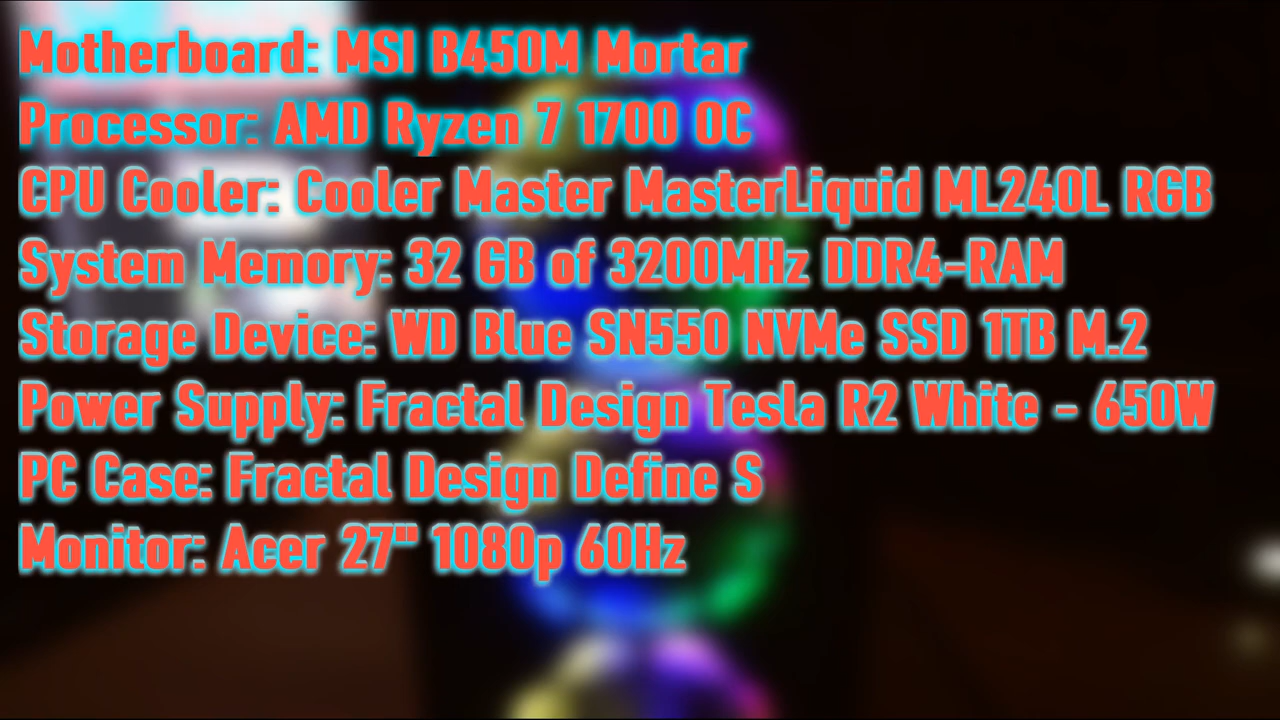 Motherboard: MSI B450M Mortar
Processor: AMD Ryzen 7 1700 OC
CPU Cooler: Cooler Master MasterLiquid ML240L RGB
System Memory: 32 GB of 3200MHz DDR4-RAM
Storage Device: WD Blue SN550 NVMe SSD 1TB M.2
Power Supply: Fractal Design Tesla R2 White - 650W
PC Case: Fractal Design Define S
Monitor: Acer 27" 1080p 60Hz